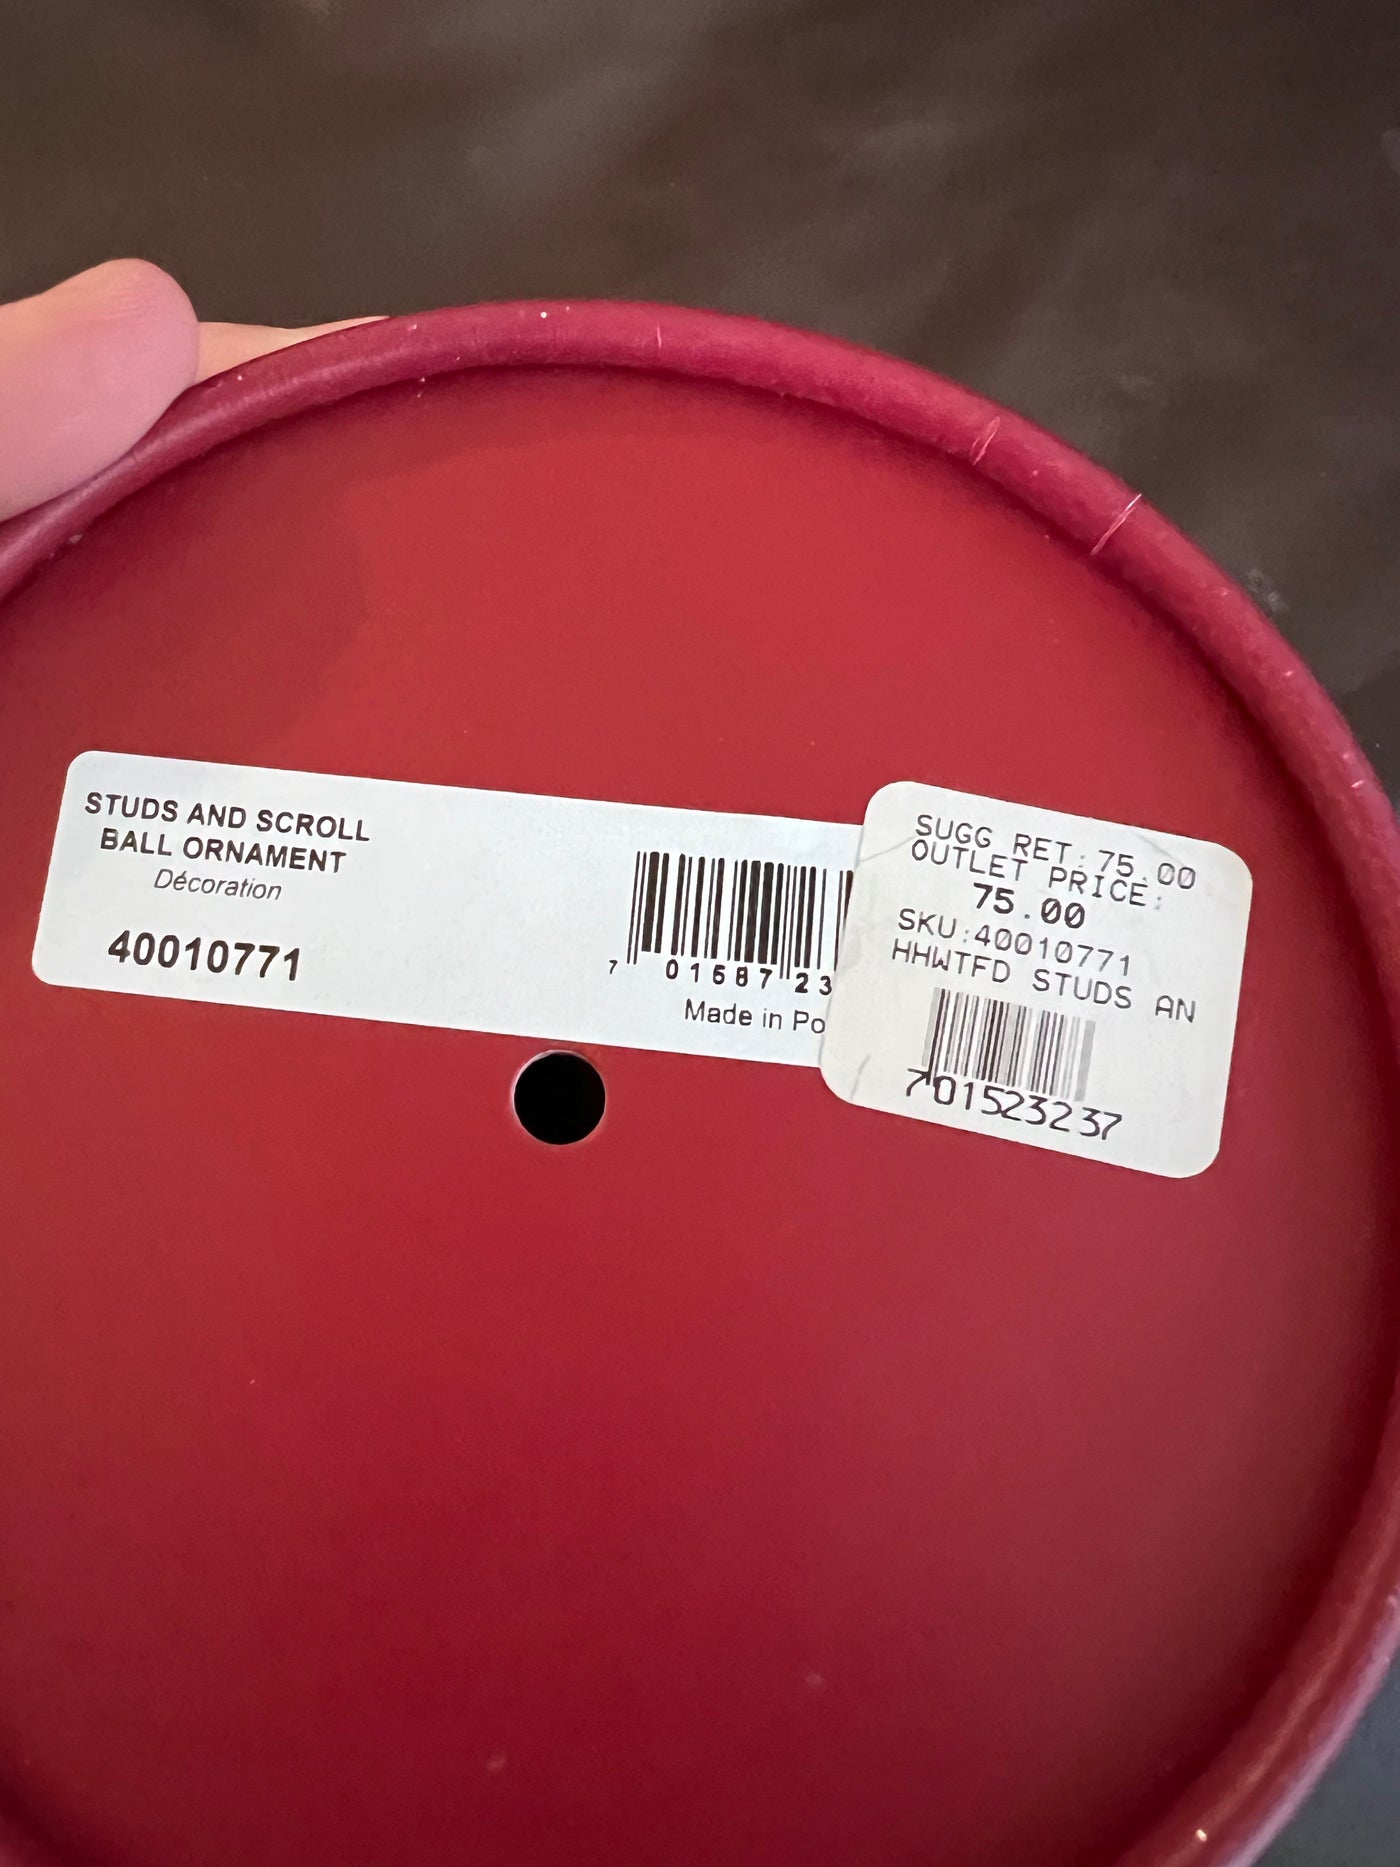 STUDS AND SCROLL
BALL ORNAMENT
Décoration
40010771
7 01587 23
Made in Po
SUGG RET: 75.00
OUTLET PRICE:
75.00
SKU:40010771
HHWTFD STUDS AN
701523237